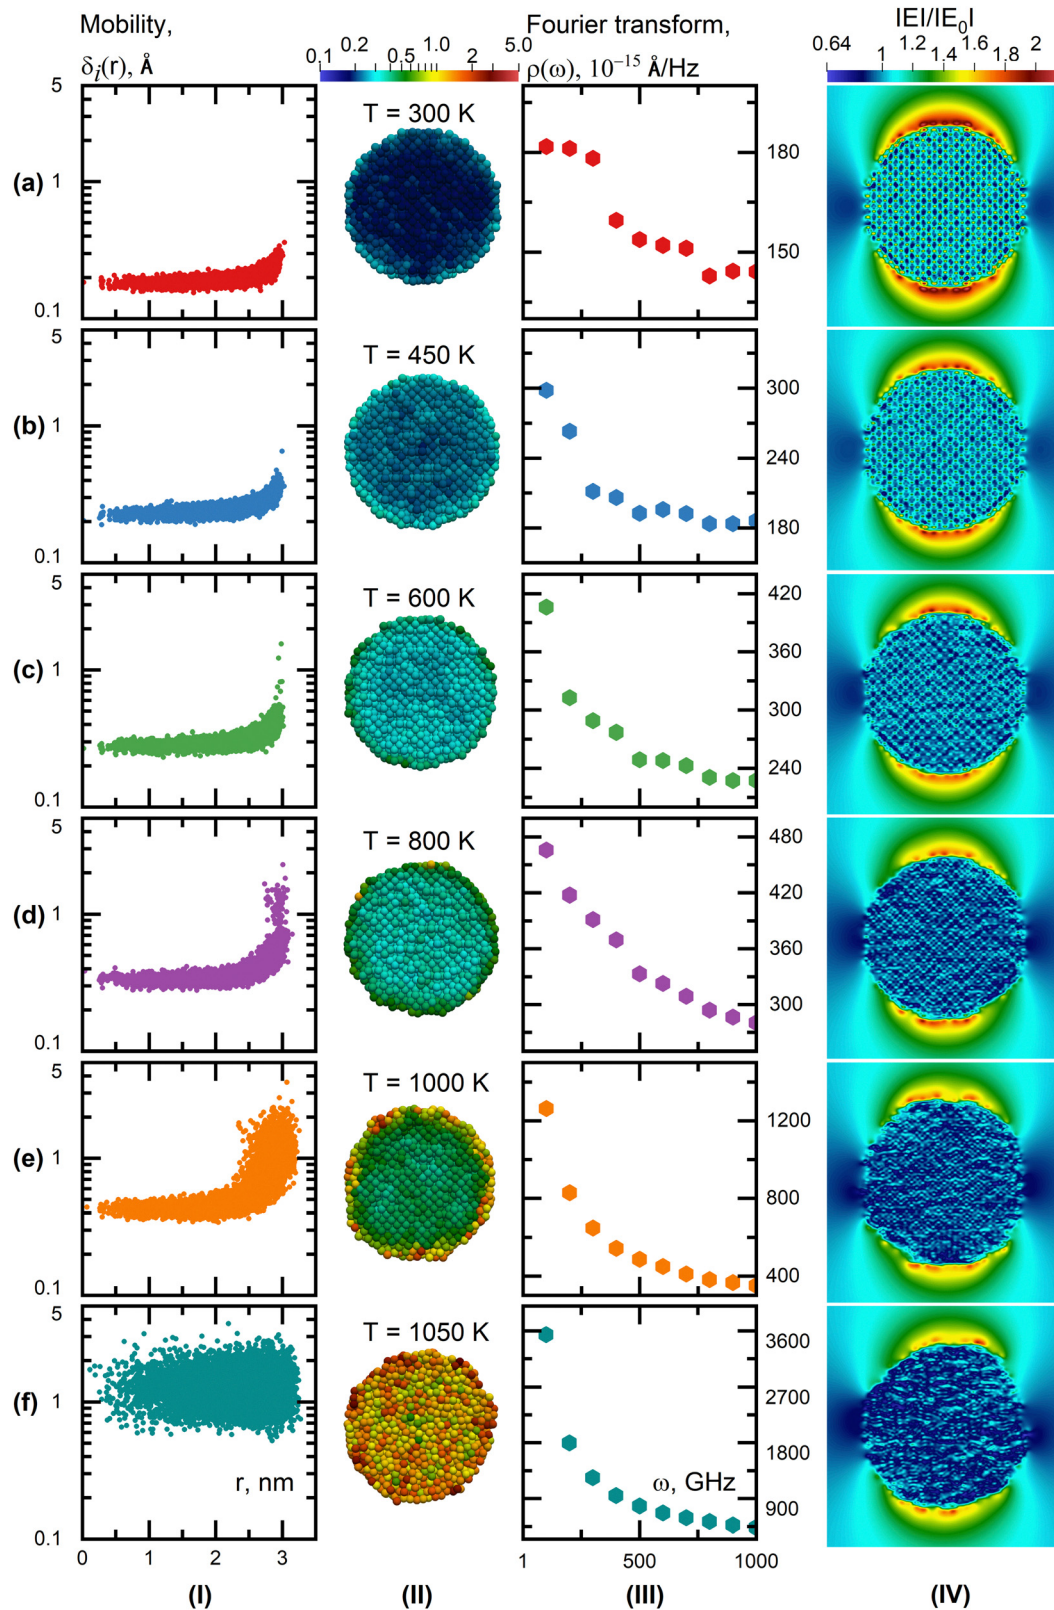 Mobility,
δi(r), Å
0.1 0.2 0.5 1.0 2 5.0
Fourier transform,
ρ(ω), 10⁻¹⁵ Å/Hz
|E|/|E₀|
0.64 1 1.2 1.4 1.6 1.8 2
(a)
5
1
0.1
T = 300 K
180
150
(b)
5
1
0.1
T = 450 K
300
240
180
(c)
5
1
0.1
T = 600 K
420
360
300
240
(d)
5
1
0.1
T = 800 K
480
420
360
300
(e)
5
1
0.1
T = 1000 K
1200
800
400
(f)
5
1
0.1
r, nm
T = 1050 K
ω, GHz
3600
2700
1800
900
0 1 2 3
1 500 1000
(I) (II) (III) (IV)